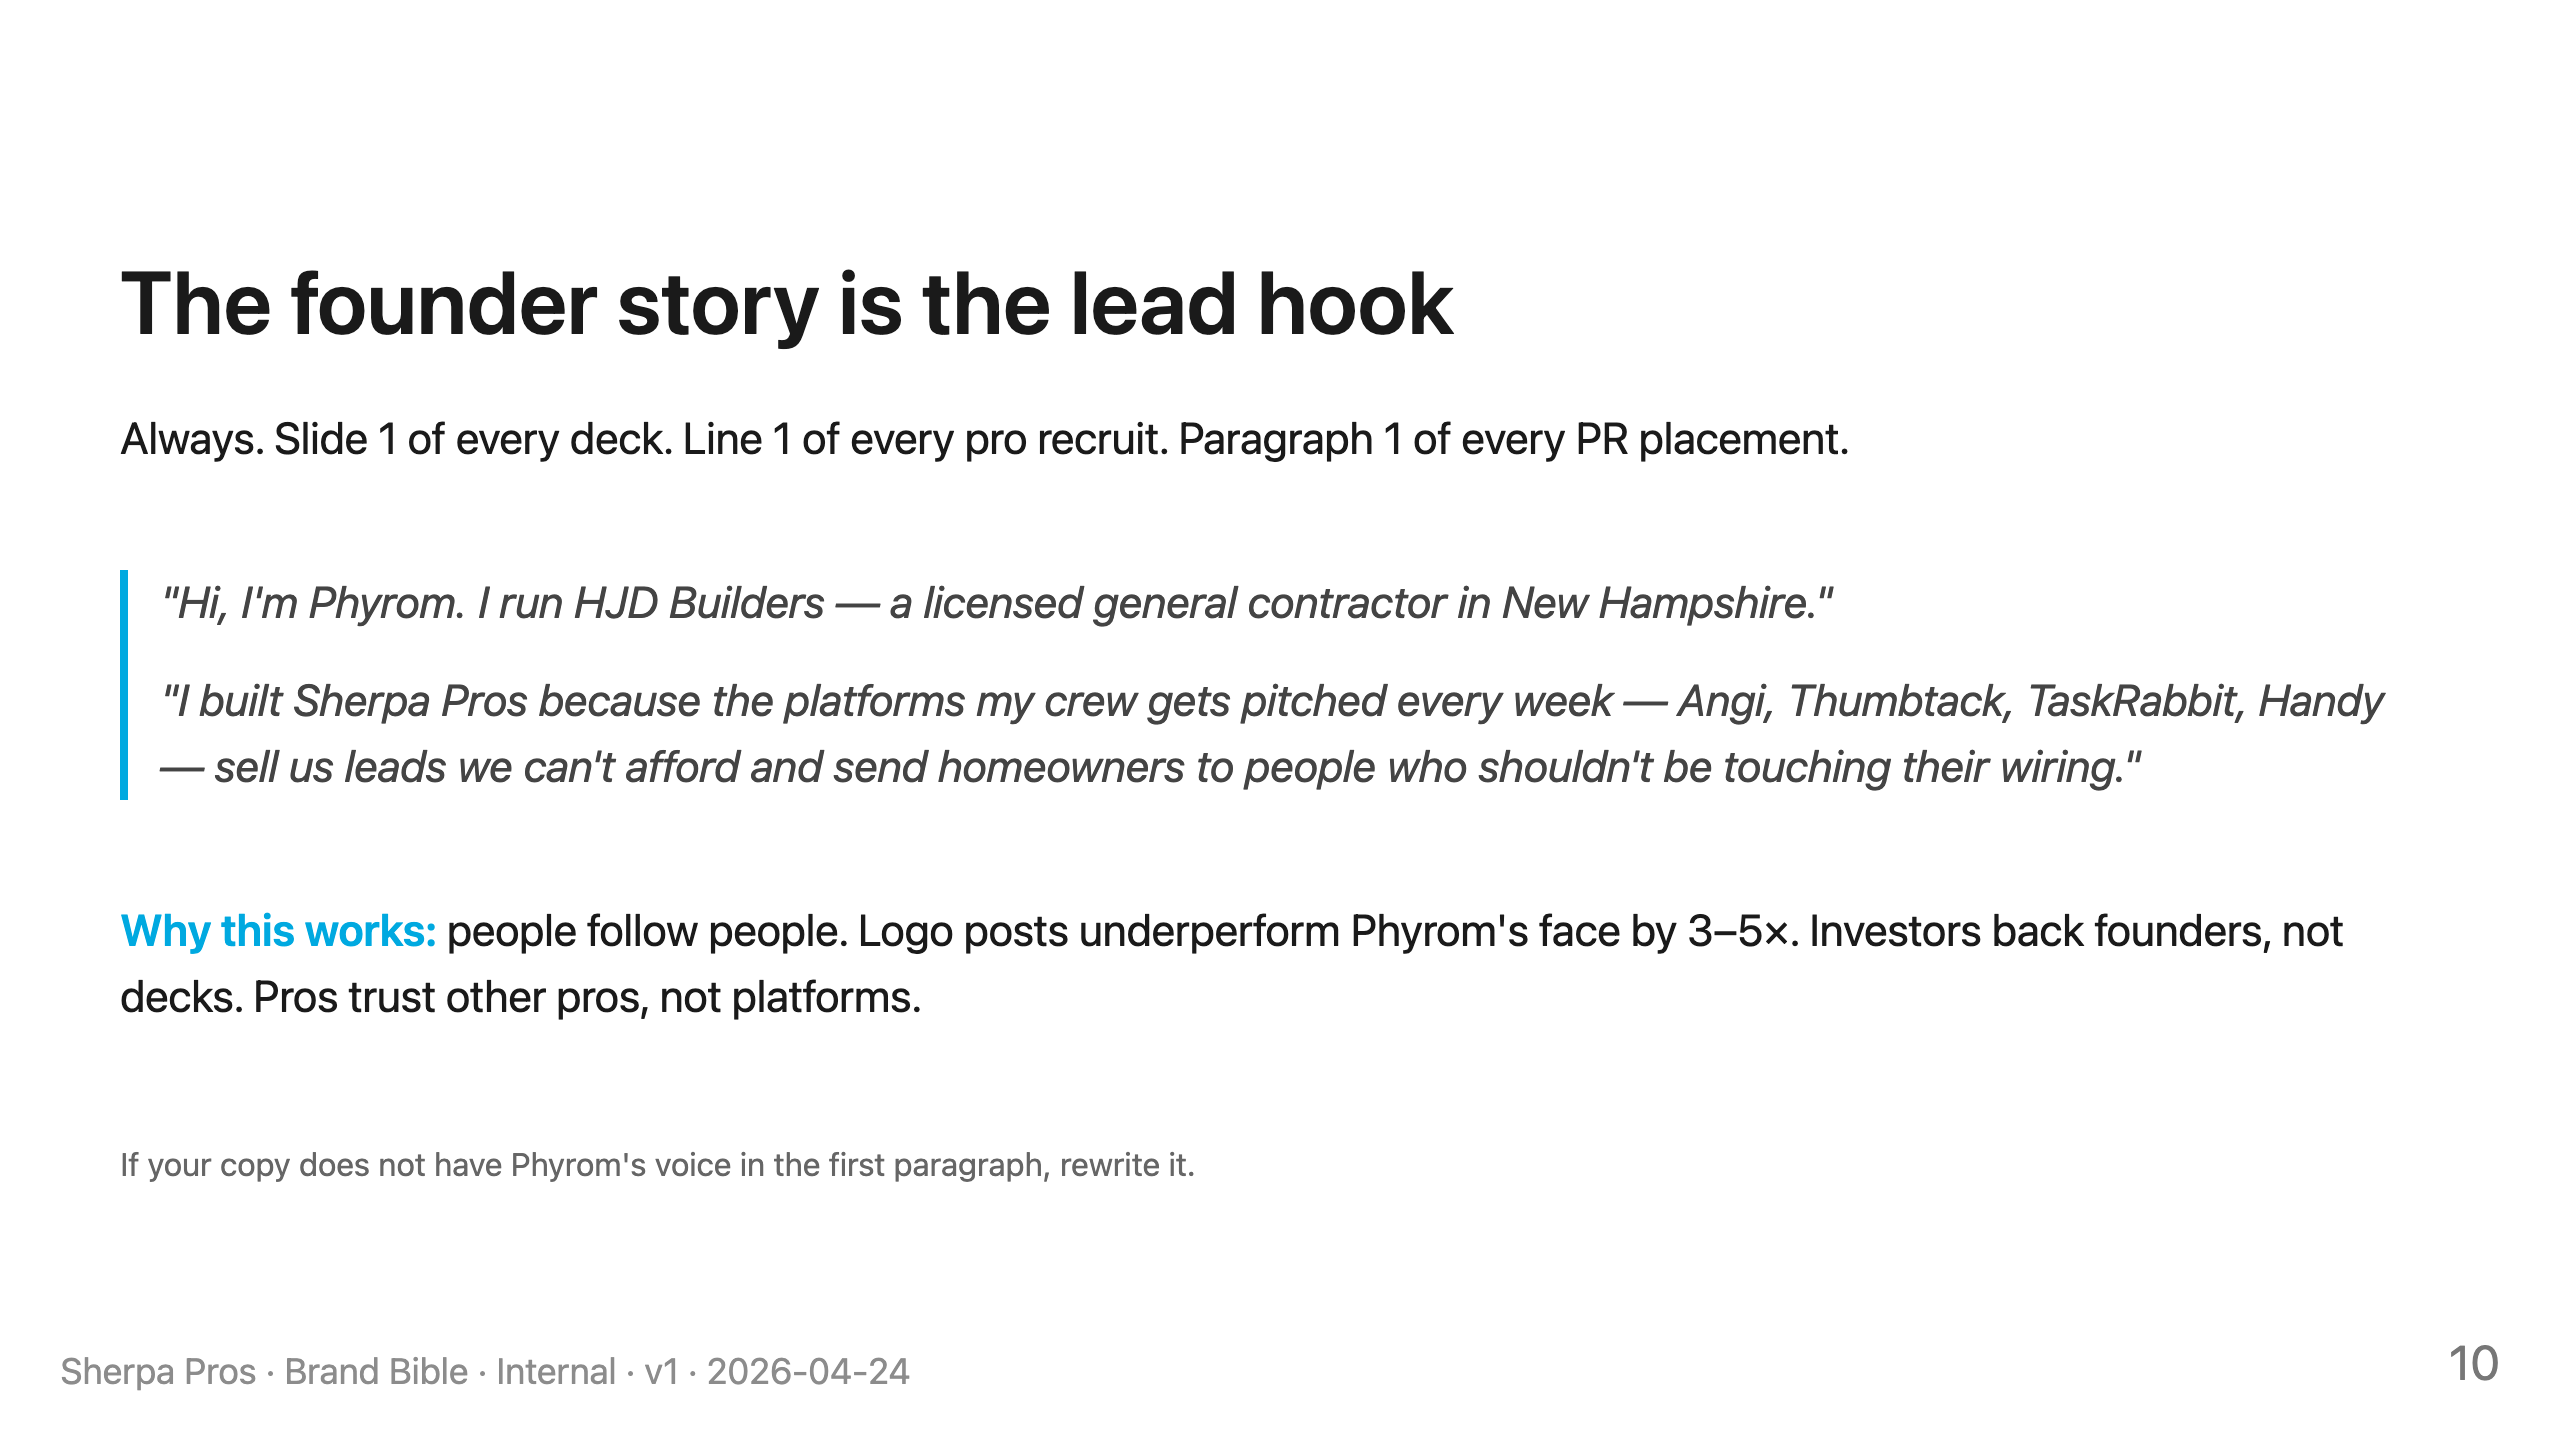 The founder story is the lead hook
Always. Slide 1 of every deck. Line 1 of every pro recruit. Paragraph 1 of every PR placement.
"Hi, I'm Phyrom. I run HJD Builders — a licensed general contractor in New Hampshire."
"I built Sherpa Pros because the platforms my crew gets pitched every week — Angi, Thumbtack, TaskRabbit, Handy
— sell us leads we can't afford and send homeowners to people who shouldn't be touching their wiring."
Why this works: people follow people. Logo posts underperform Phyrom's face by 3–5×. Investors back founders, not
decks. Pros trust other pros, not platforms.
If your copy does not have Phyrom's voice in the first paragraph, rewrite it.
Sherpa Pros · Brand Bible · Internal · v1 · 2026-04-24
10